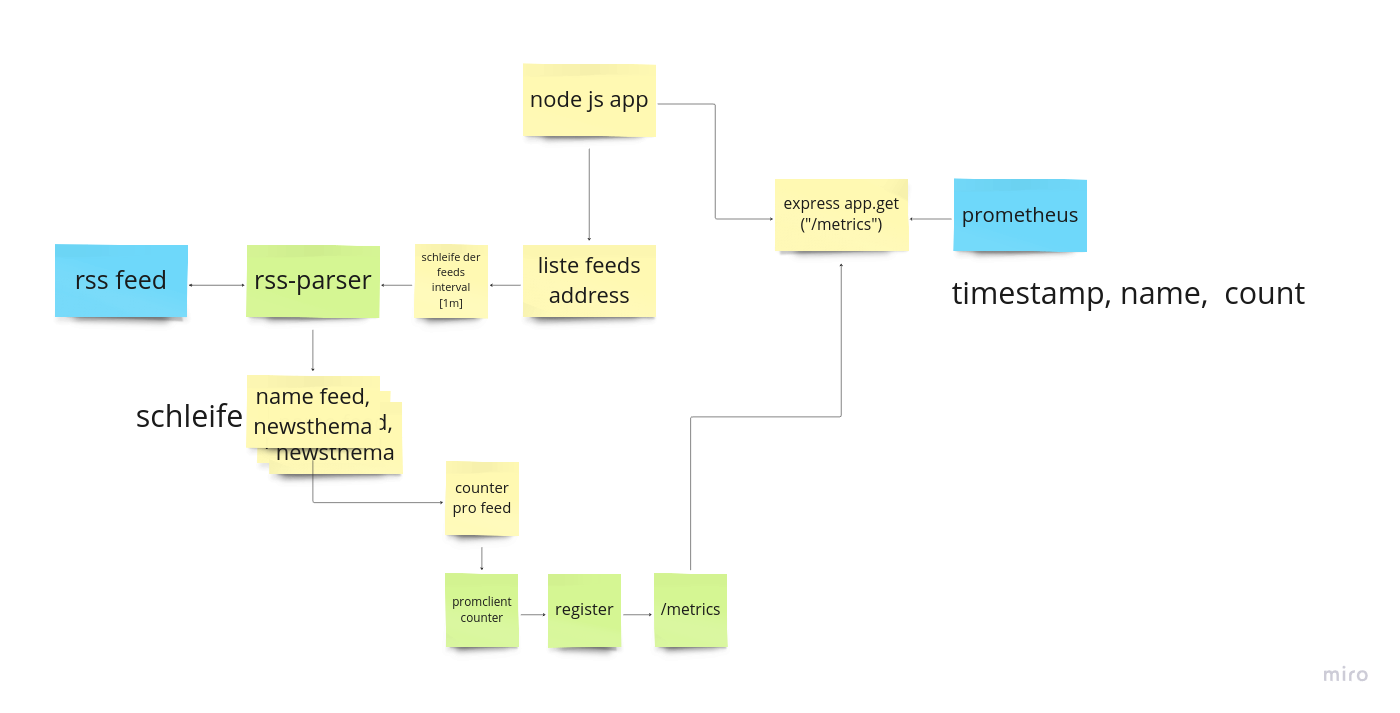 node js app
express app.get
("/metrics")
prometheus
timestamp, name, count
rss feed
rss-parser
schleife der
feeds
interval
[1m]
liste feeds
address
schleife
name feed,
newsthema
d,
newsthema
counter
pro feed
promclient
counter
register
/metrics
miro